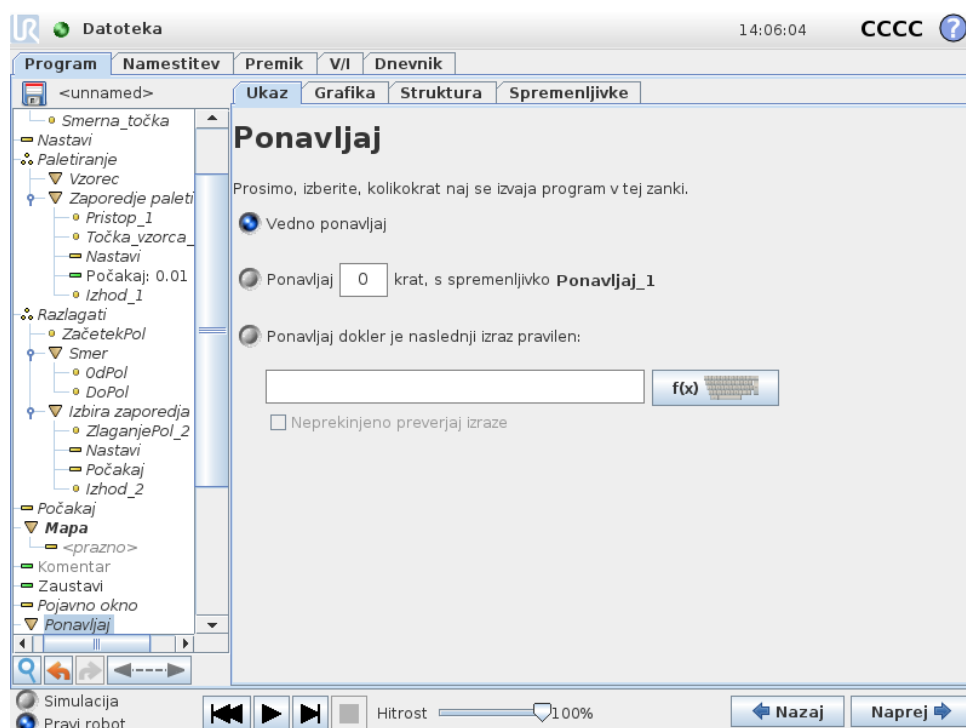 UR Datoteka 14:06:04 CCCC ?
Program Namestitev Premik V/I Dnevnik
<unnamed>
Ukaz Grafika Struktura Spremenljivke
Smerna_točka
Nastavi
Paletiranje
Vzorec
Zaporedje paleti
Pristop_1
Točka_vzorca_
Nastavi
Počakaj: 0.01
Izhod_1
Razlagati
ZačetekPol
Smer
OdPol
DoPol
Izbira zaporedja
ZlaganjePol_2
Nastavi
Počakaj
Izhod_2
Počakaj
Mapa
<prazno>
Komentar
Zaustavi
Pojavno okno
Ponavljaj
Ponavljaj
Prosimo, izberite, kolikokrat naj se izvaja program v tej zanki.
Vedno ponavljaj
Ponavljaj 0 krat, s spremenljivko Ponavljaj_1
Ponavljaj dokler je naslednji izraz pravilen:
f(x)
Neprekinjeno preverjaj izraze
Simulacija
Pravi robot
Hitrost 100%
Nazaj Naprej